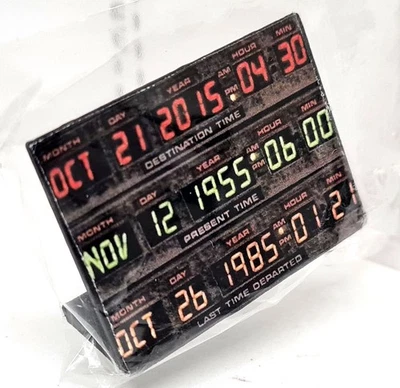 MONTH DAY YEAR AM HOUR MIN
OCT 21 2015 PM 04 30
DESTINATION TIME
MONTH DAY YEAR AM HOUR MIN
NOV 12 1955 PM 06 00
PRESENT TIME
MONTH DAY YEAR AM HOUR MIN
OCT 26 1985 PM 01 21
LAST TIME DEPARTED